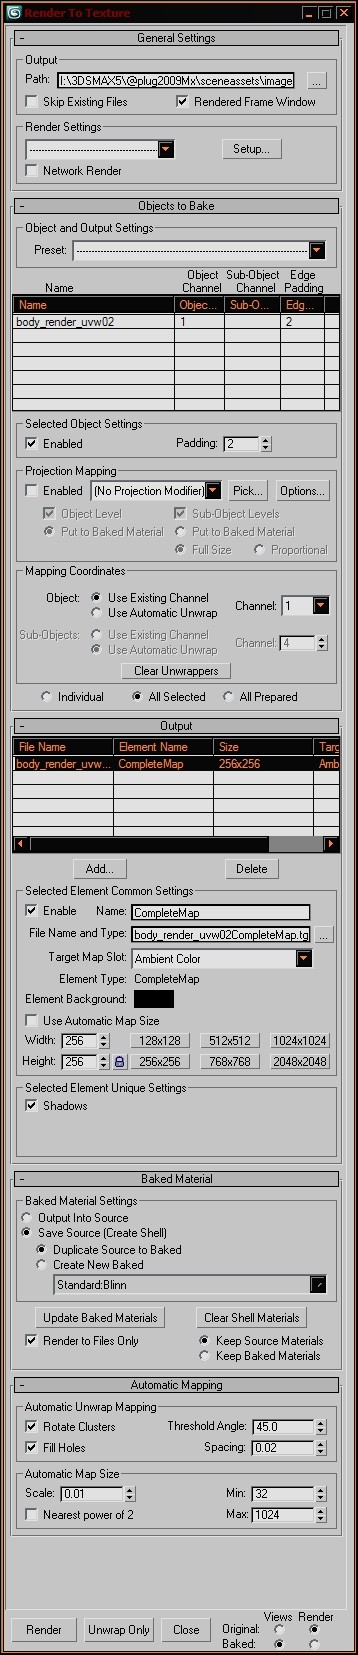 Render To Texture
General Settings
Output
Path: I:\3DSMAX5\@plug2009Mx\sceneassets\image ...
Skip Existing Files Rendered Frame Window
Render Settings
Setup...
Network Render
Objects to Bake
Object and Output Settings
Preset:
Name Object Channel Sub-Object Channel Edge Padding
Name Objec... Sub-O... Edg...
body_render_uvw02 1 2
Selected Object Settings
Enabled Padding: 2
Projection Mapping
Enabled (No Projection Modifier) Pick... Options...
Object Level Sub-Object Levels
Put to Baked Material Put to Baked Material
Full Size Proportional
Mapping Coordinates
Object: Use Existing Channel Channel: 1
Use Automatic Unwrap
Sub-Objects: Use Existing Channel Channel: 4
Use Automatic Unwrap
Clear Unwrappers
Individual All Selected All Prepared
Output
File Name Element Name Size Targ
body_render_uvw... CompleteMap 256x256 Amb
Add... Delete
Selected Element Common Settings
Enable Name: CompleteMap
File Name and Type: body_render_uvw02CompleteMap.tg ...
Target Map Slot: Ambient Color
Element Type: CompleteMap
Element Background:
Use Automatic Map Size
Width: 256 128x128 512x512 1024x1024
Height: 256 256x256 768x768 2048x2048
Selected Element Unique Settings
Shadows
Baked Material
Baked Material Settings
Output Into Source
Save Source (Create Shell)
Duplicate Source to Baked
Create New Baked
Standard:Blinn
Update Baked Materials Clear Shell Materials
Render to Files Only Keep Source Materials
Keep Baked Materials
Automatic Mapping
Automatic Unwrap Mapping
Rotate Clusters Threshold Angle: 45.0
Fill Holes Spacing: 0.02
Automatic Map Size
Scale: 0.01 Min: 32
Nearest power of 2 Max: 1024
Views Render
Render Unwrap Only Close Original:
Baked: